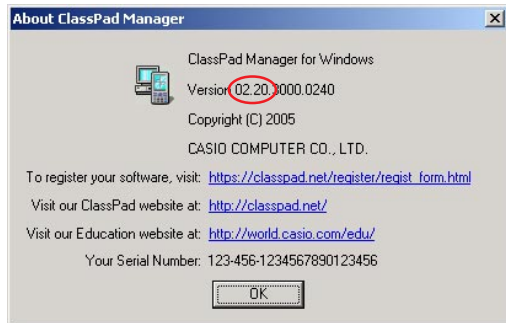 About ClassPad Manager
ClassPad Manager for Windows
Version 02.20.3000.0240
Copyright (C) 2005
CASIO COMPUTER CO., LTD.
To register your software, visit: https://classpad.net/register/regist_form.html
Visit our ClassPad website at: http://classpad.net/
Visit our Education website at: http://world.casio.com/edu/
Your Serial Number: 123-456-1234567890123456
OK